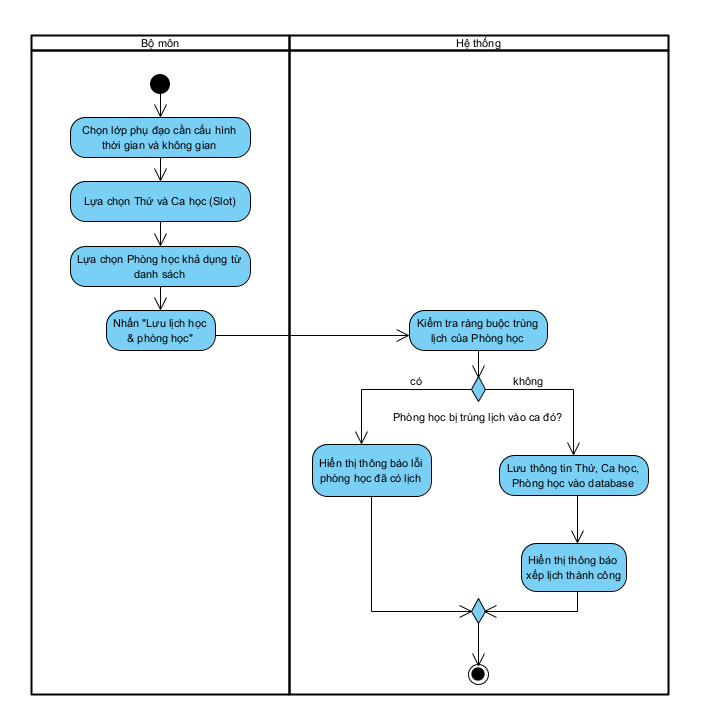 Bộ môn
Hệ thống
Chọn lớp phụ đạo cần cấu hình
thời gian và không gian
Lựa chọn Thứ và Ca học (Slot)
Lựa chọn Phòng học khả dụng từ
danh sách
Nhấn "Lưu lịch học
& phòng học"
Kiểm tra ràng buộc trùng
lịch của Phòng học
có
không
Phòng học bị trùng lịch vào ca đó?
Hiển thị thông báo lỗi
phòng học đã có lịch
Lưu thông tin Thứ, Ca học,
Phòng học vào database
Hiển thị thông báo
xếp lịch thành công